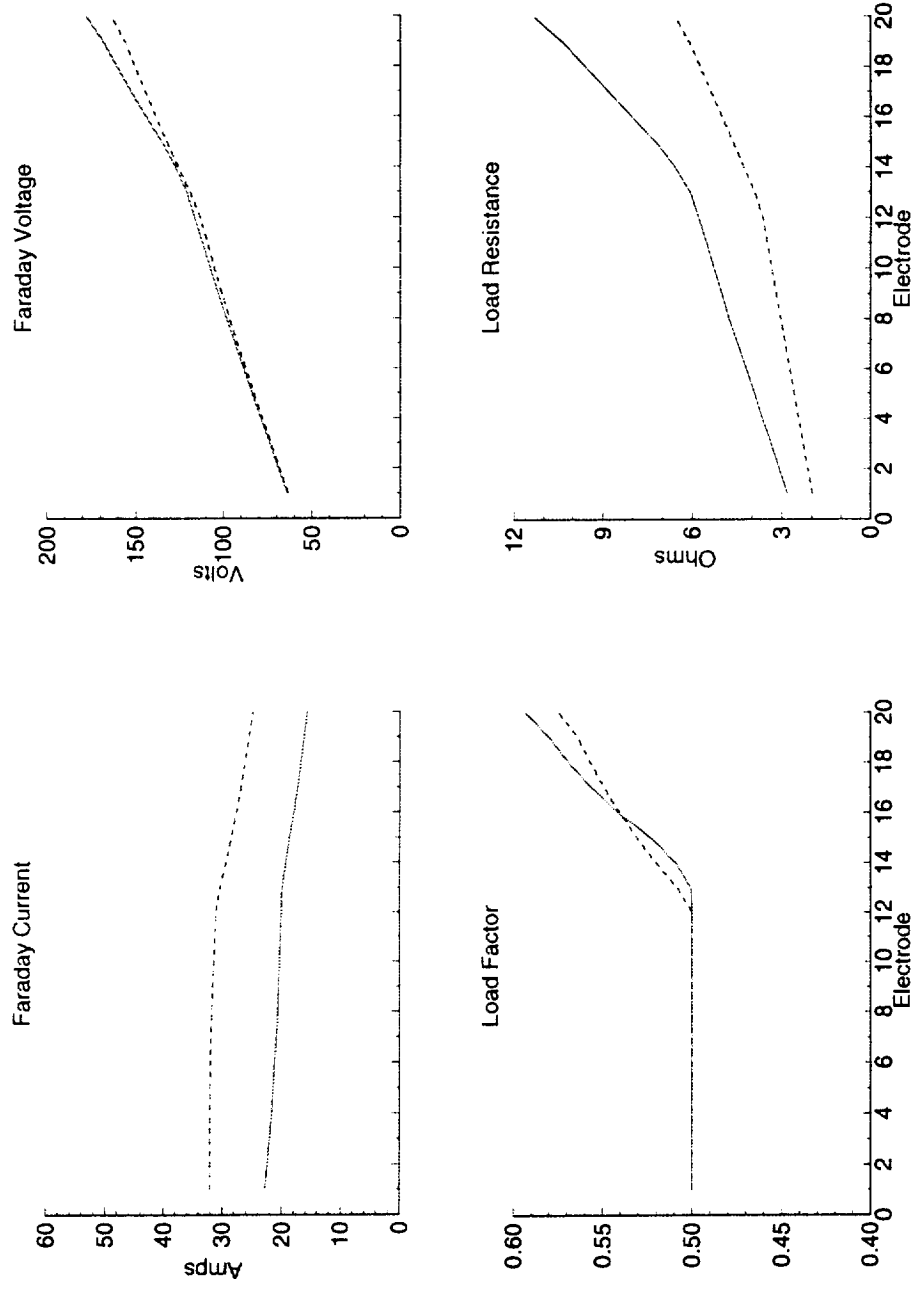 Faraday Current
60
50
40
30
20
10
0
Amps
Faraday Voltage
200
150
100
50
0
Volts
Load Factor
0.60
0.55
0.50
0.45
0.40
0 2 4 6 8 10 12 14 16 18 20
Electrode
Load Resistance
12
9
6
3
0
Ohms
0 2 4 6 8 10 12 14 16 18 20
Electrode